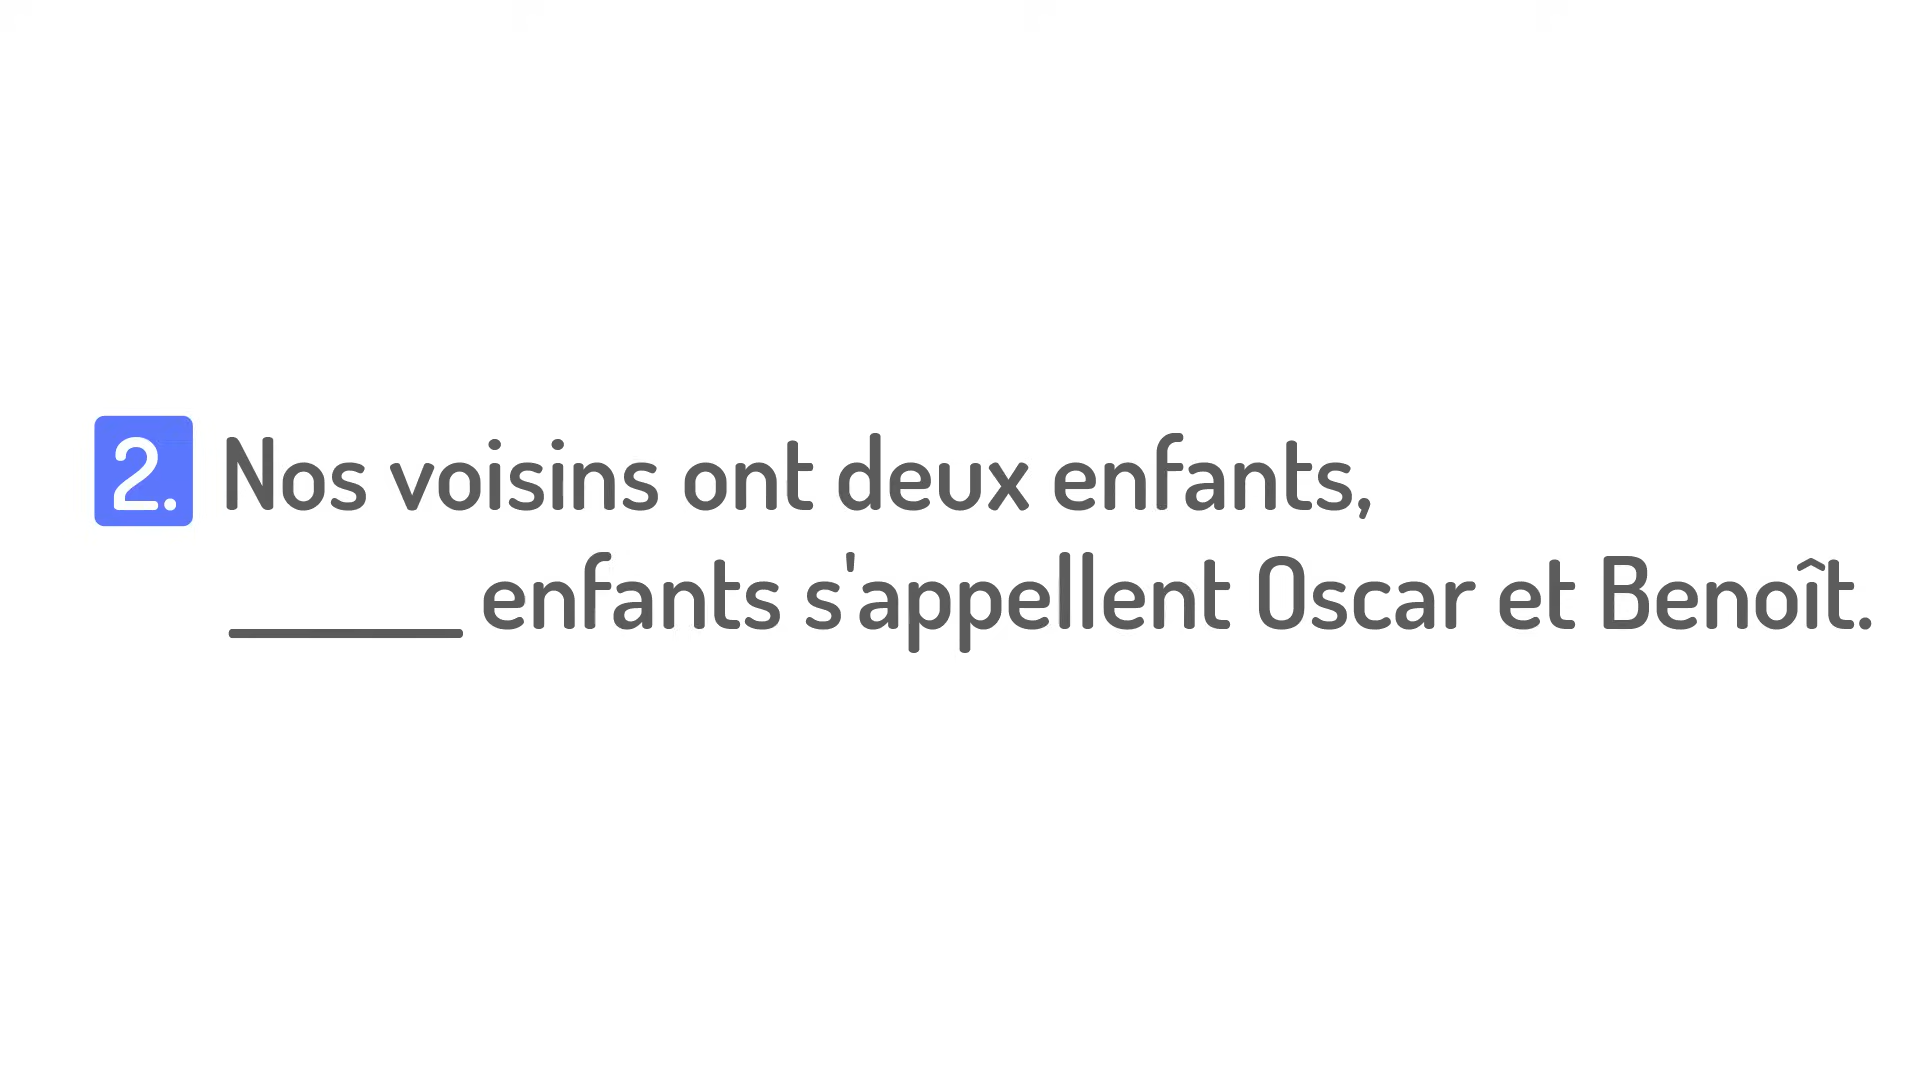 2. Nos voisins ont deux enfants,
______ enfants s'appellent Oscar et Benoît.